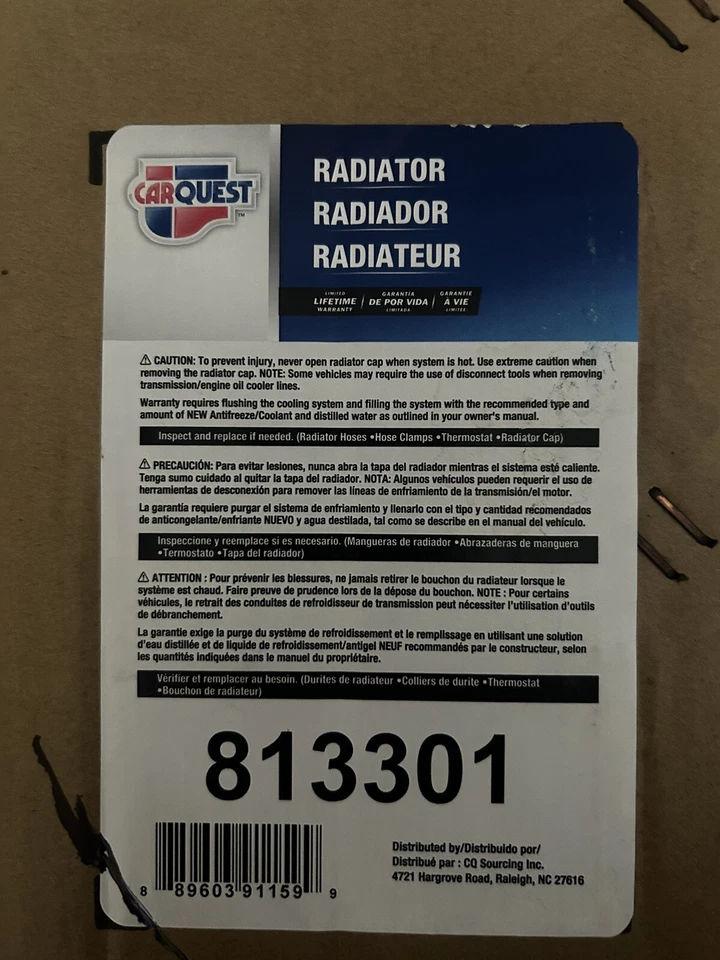 CARQUEST
TM
RADIATOR
RADIADOR
RADIATEUR
LIMITED GARANTÍA GARANTIE
LIFETIME DE POR VIDA À VIE
WARRANTY LIMITADA LIMITÉE
⚠ CAUTION: To prevent injury, never open radiator cap when system is hot. Use extreme caution when
removing the radiator cap. NOTE: Some vehicles may require the use of disconnect tools when removing
transmission/engine oil cooler lines.
Warranty requires flushing the cooling system and filling the system with the recommended type and
amount of NEW Antifreeze/Coolant and distilled water as outlined in your owner's manual.
Inspect and replace if needed. (Radiator Hoses •Hose Clamps •Thermostat •Radiator Cap)
⚠ PRECAUCIÓN: Para evitar lesiones, nunca abra la tapa del radiador mientras el sistema esté caliente.
Tenga sumo cuidado al quitar la tapa del radiador. NOTA: Algunos vehículos pueden requerir el uso de
herramientas de desconexión para remover las líneas de enfriamiento de la transmisión/el motor.
La garantía requiere purgar el sistema de enfriamiento y llenarlo con el tipo y cantidad recomendados
de anticongelante/enfriante NUEVO y agua destilada, tal como se describe en el manual del vehículo.
Inspeccione y reemplace si es necesario. (Mangueras de radiador •Abrazaderas de manguera
•Termostato •Tapa del radiador)
⚠ ATTENTION : Pour prévenir les blessures, ne jamais retirer le bouchon du radiateur lorsque le
système est chaud. Faire preuve de prudence lors de la dépose du bouchon. NOTE : Pour certains
véhicules, le retrait des conduites de refroidisseur de transmission peut nécessiter l'utilisation d'outils
de débranchement.
La garantie exige la purge du système de refroidissement et le remplissage en utilisant une solution
d'eau distillée et de liquide de refroidissement/antigel NEUF recommandés par le constructeur, selon
les quantités indiquées dans le manuel du propriétaire.
Vérifier et remplacer au besoin. (Durites de radiateur •Colliers de durite •Thermostat
•Bouchon de radiateur)
813301
8 89603 91159 9
Distributed by/Distribuido por/
Distribué par : CQ Sourcing Inc.
4721 Hargrove Road, Raleigh, NC 27616